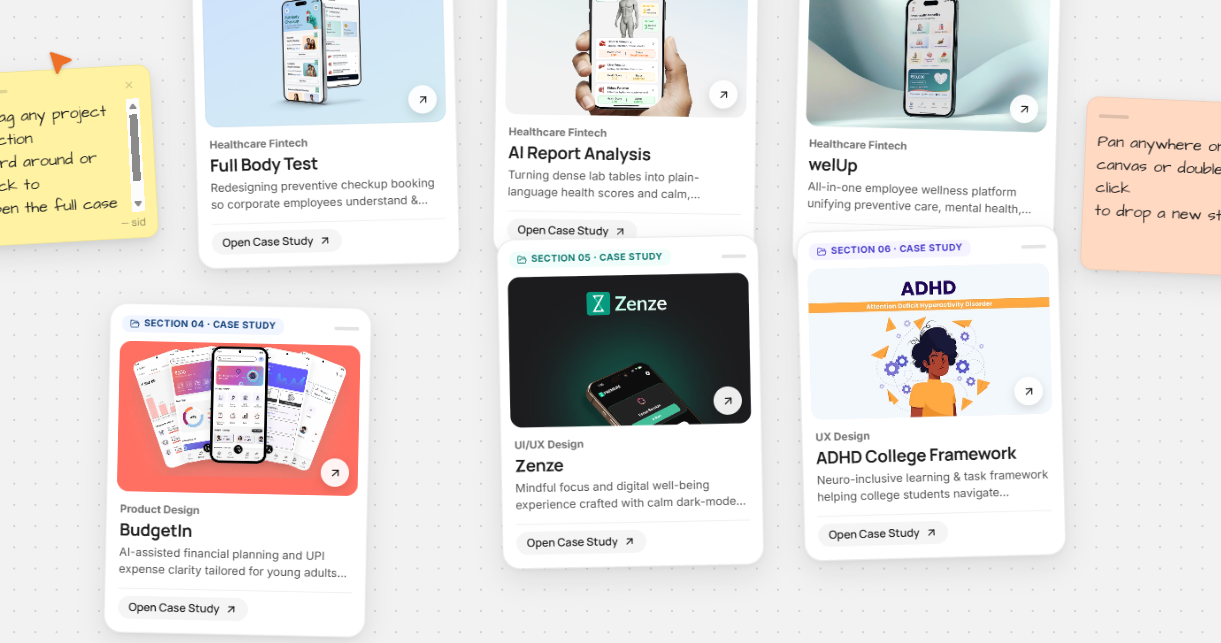 ag any project
ction
rd around or
ck to
en the full case
— sid
Healthcare Fintech
Full Body Test
Redesigning preventive checkup booking
so corporate employees understand &...
Open Case Study
Healthcare Fintech
AI Report Analysis
Turning dense lab tables into plain-
language health scores and calm,...
Open Case Study
Healthcare Fintech
welUp
All-in-one employee wellness platform
unifying preventive care, mental health,...
Pan anywhere or
canvas or double
click
to drop a new st
SECTION 04 · CASE STUDY
Product Design
BudgetIn
AI-assisted financial planning and UPI
expense clarity tailored for young adults...
Open Case Study
SECTION 05 · CASE STUDY
Zenze
UI/UX Design
Zenze
Mindful focus and digital well-being
experience crafted with calm dark-mode...
Open Case Study
SECTION 06 · CASE STUDY
ADHD
Attention Deficit Hyperactivity Disorder
UX Design
ADHD College Framework
Neuro-inclusive learning & task framework
helping college students navigate...
Open Case Study